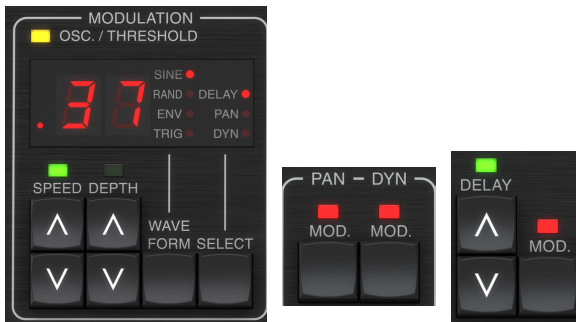 MODULATION
OSC. / THRESHOLD
.37
SINE
RAND DELAY
ENV PAN
TRIG DYN
SPEED DEPTH
WAVE
FORM SELECT
PAN – DYN
MOD. MOD.
DELAY
MOD.